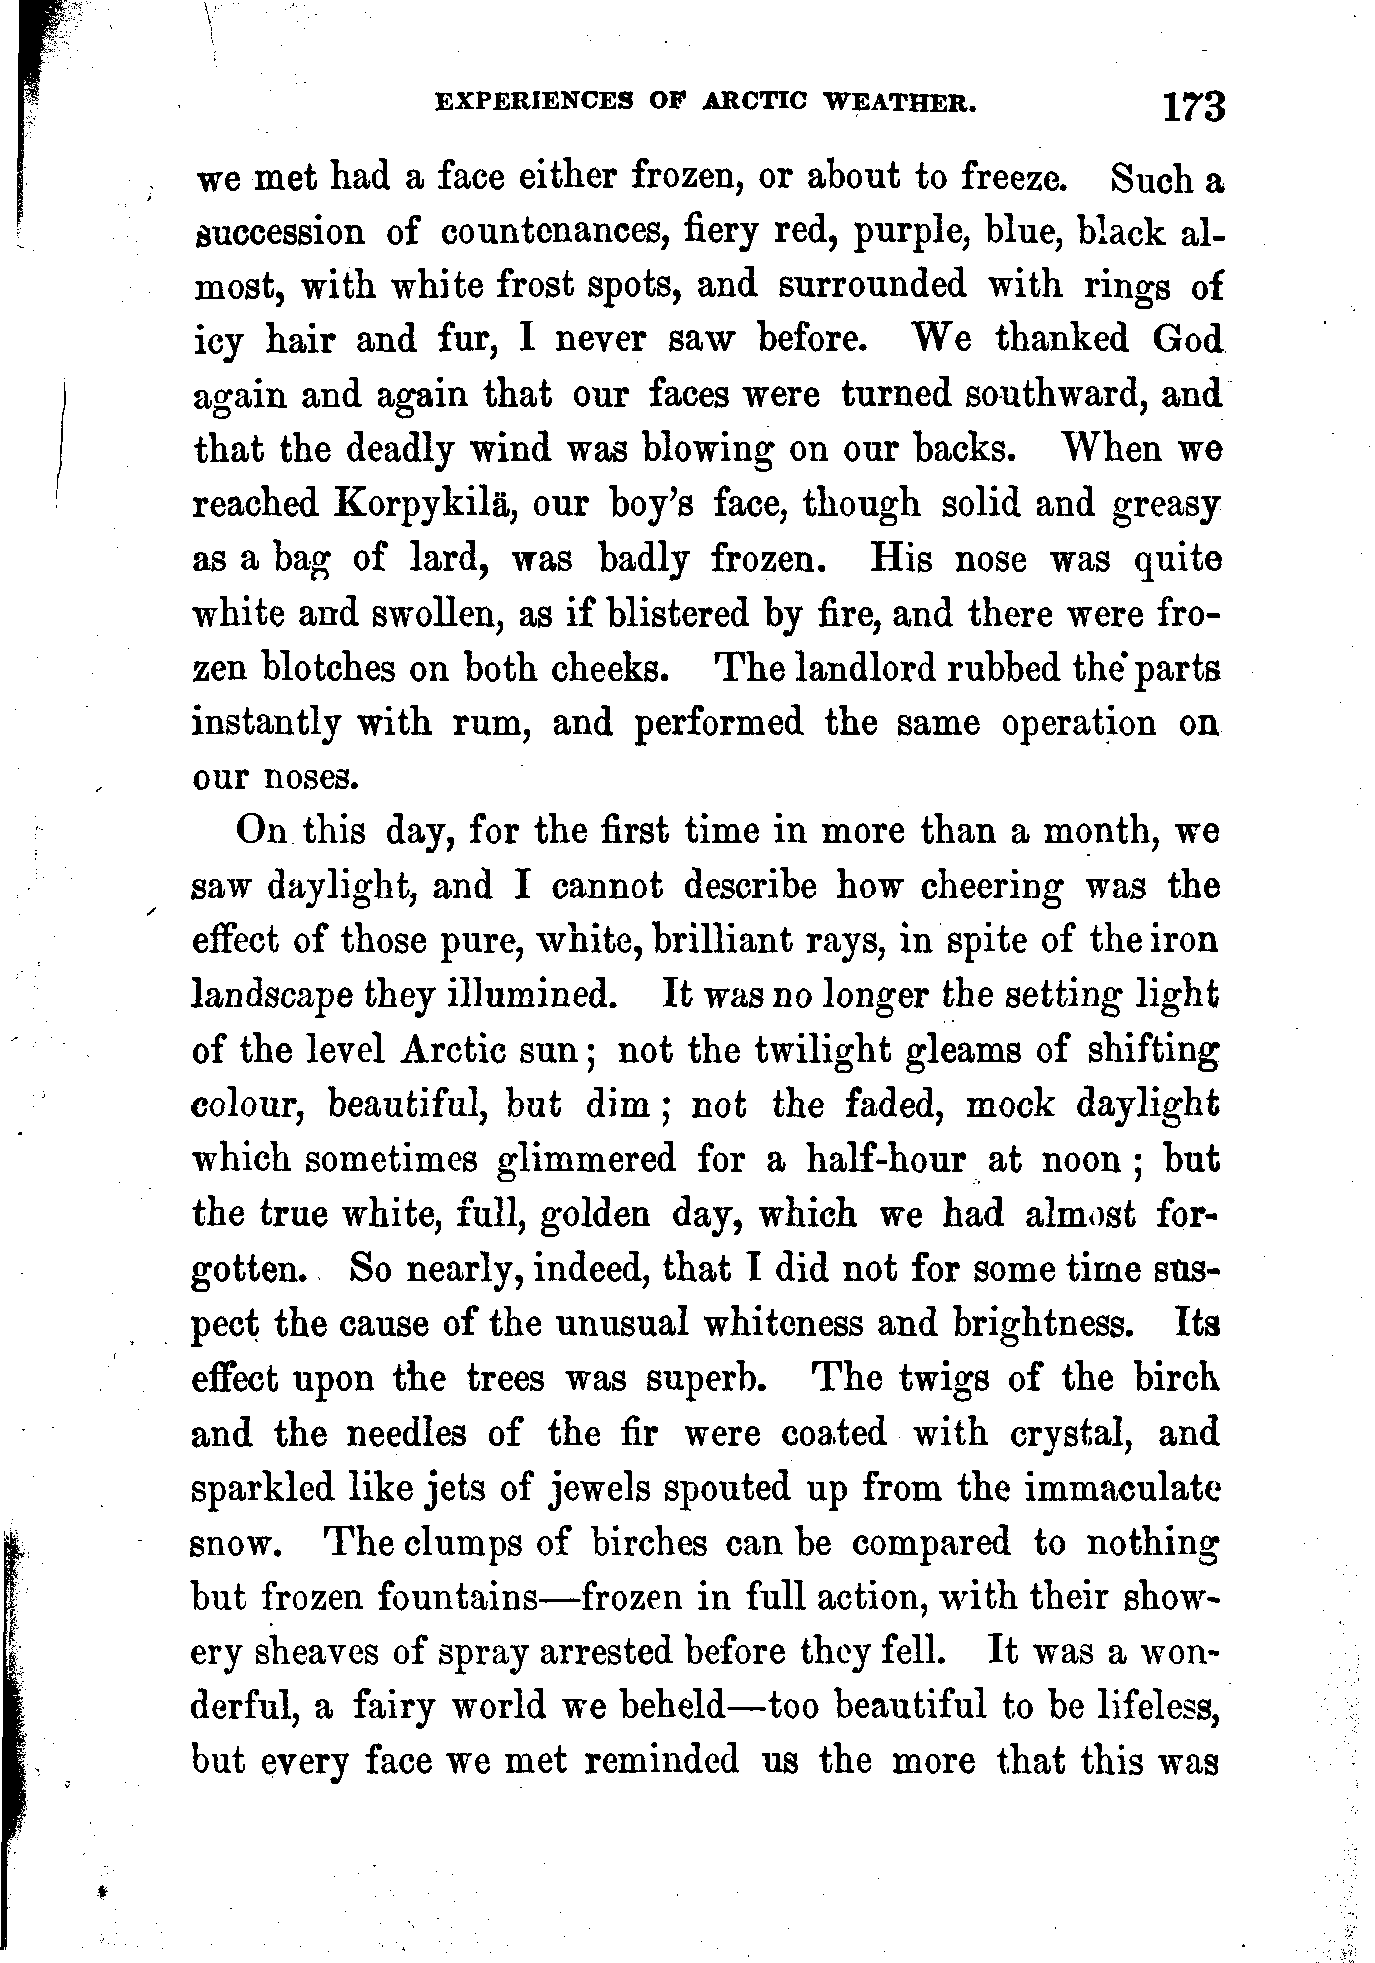 EXPERIENCES OF ARCTIC WEATHER. 173
we met had a face either frozen, or about to freeze. Such a
succession of countenances, fiery red, purple, blue, black al-
most, with white frost spots, and surrounded with rings of
icy hair and fur, I never saw before. We thanked God
again and again that our faces were turned southward, and
that the deadly wind was blowing on our backs. When we
reached Korpykilä, our boy's face, though solid and greasy
as a bag of lard, was badly frozen. His nose was quite
white and swollen, as if blistered by fire, and there were fro-
zen blotches on both cheeks. The landlord rubbed the parts
instantly with rum, and performed the same operation on
our noses.
On this day, for the first time in more than a month, we
saw daylight, and I cannot describe how cheering was the
effect of those pure, white, brilliant rays, in spite of the iron
landscape they illumined. It was no longer the setting light
of the level Arctic sun; not the twilight gleams of shifting
colour, beautiful, but dim; not the faded, mock daylight
which sometimes glimmered for a half-hour at noon; but
the true white, full, golden day, which we had almost for-
gotten. So nearly, indeed, that I did not for some time sus-
pect the cause of the unusual whiteness and brightness. Its
effect upon the trees was superb. The twigs of the birch
and the needles of the fir were coated with crystal, and
sparkled like jets of jewels spouted up from the immaculate
snow. The clumps of birches can be compared to nothing
but frozen fountains—frozen in full action, with their show-
ery sheaves of spray arrested before they fell. It was a won-
derful, a fairy world we beheld—too beautiful to be lifeless,
but every face we met reminded us the more that this was